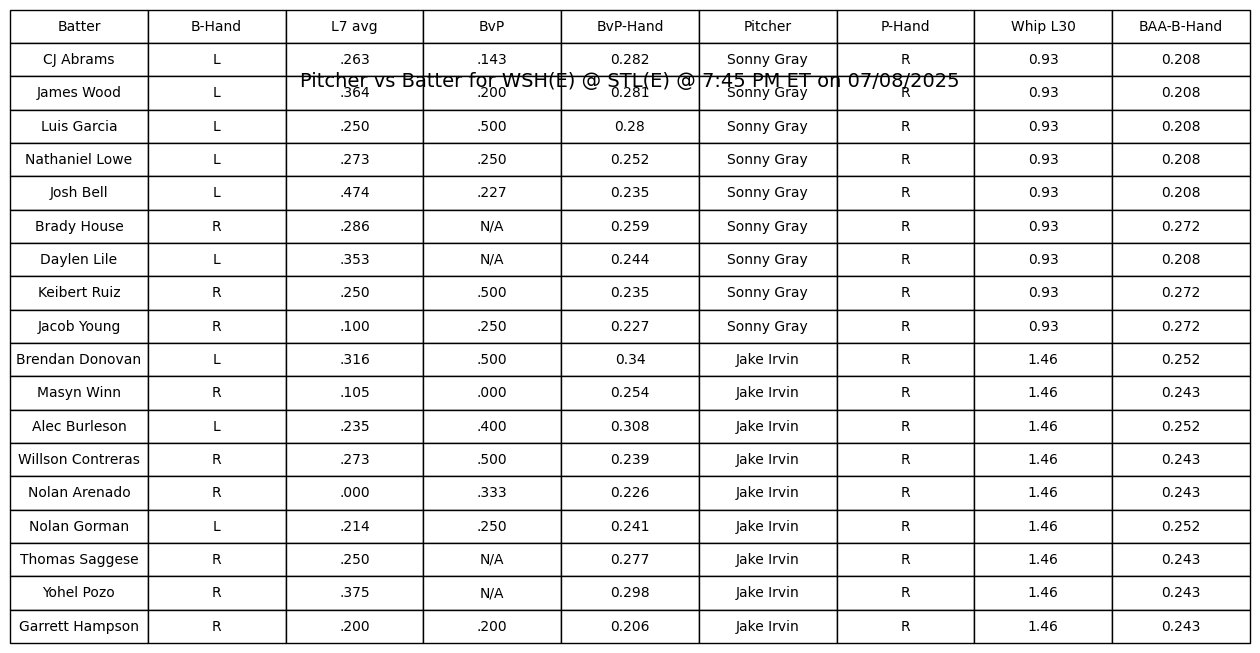 Batter B-Hand L7 avg BvP BvP-Hand Pitcher P-Hand Whip L30 BAA-B-Hand
CJ Abrams L .263 .143 0.282 Sonny Gray R 0.93 0.208
Pitcher vs Batter for WSH(E) @ STL(E) @ 7:45 PM ET on 07/08/2025
James Wood L .364 .200 0.281 Sonny Gray R 0.93 0.208
Luis Garcia L .250 .500 0.28 Sonny Gray R 0.93 0.208
Nathaniel Lowe L .273 .250 0.252 Sonny Gray R 0.93 0.208
Josh Bell L .474 .227 0.235 Sonny Gray R 0.93 0.208
Brady House R .286 N/A 0.259 Sonny Gray R 0.93 0.272
Daylen Lile L .353 N/A 0.244 Sonny Gray R 0.93 0.208
Keibert Ruiz R .250 .500 0.235 Sonny Gray R 0.93 0.272
Jacob Young R .100 .250 0.227 Sonny Gray R 0.93 0.272
Brendan Donovan L .316 .500 0.34 Jake Irvin R 1.46 0.252
Masyn Winn R .105 .000 0.254 Jake Irvin R 1.46 0.243
Alec Burleson L .235 .400 0.308 Jake Irvin R 1.46 0.252
Willson Contreras R .273 .500 0.239 Jake Irvin R 1.46 0.243
Nolan Arenado R .000 .333 0.226 Jake Irvin R 1.46 0.243
Nolan Gorman L .214 .250 0.241 Jake Irvin R 1.46 0.252
Thomas Saggese R .250 N/A 0.277 Jake Irvin R 1.46 0.243
Yohel Pozo R .375 N/A 0.298 Jake Irvin R 1.46 0.243
Garrett Hampson R .200 .200 0.206 Jake Irvin R 1.46 0.243